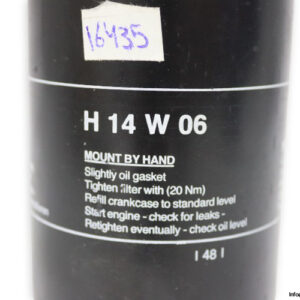 16435
H 14 W 06
MOUNT BY HAND
Slightly oil gasket
Tighten filter with (20 Nm)
Refill crankcase to standard level
Start engine - check for leaks -
Retighten eventually - check oil level
| 48 |